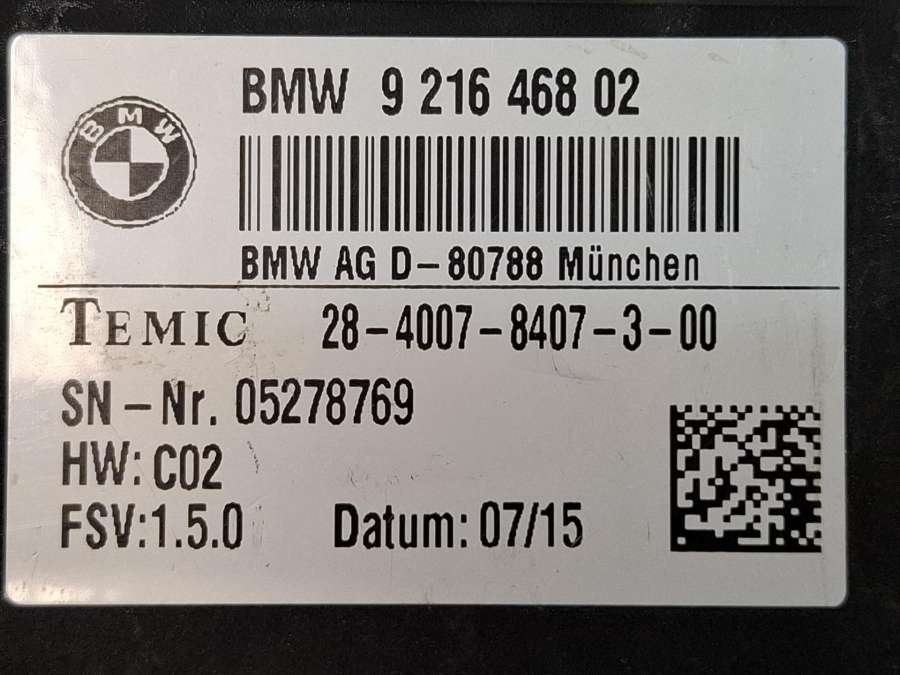 BMW 9 216 468 02
BMW
BMW AG D-80788 München
TEMIC 28-4007-8407-3-00
SN-Nr. 05278769
HW: C02
FSV:1.5.0 Datum: 07/15